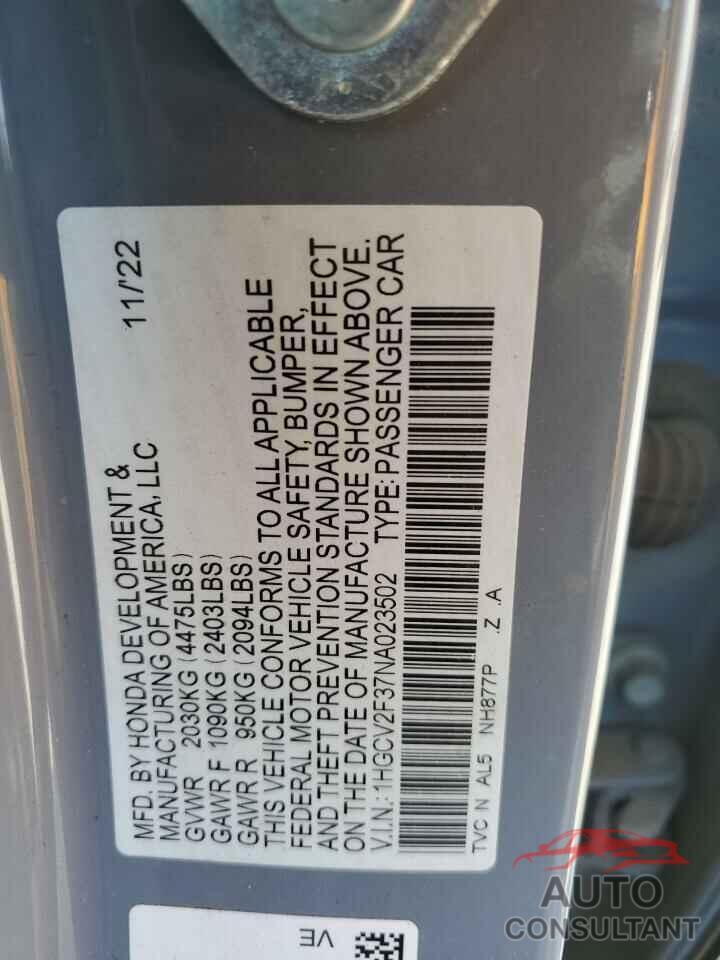 MFD. BY HONDA DEVELOPMENT &
MANUFACTURING OF AMERICA, LLC 11/'22
GVWR 2030KG (4475LBS)
GAWR F 1090KG (2403LBS)
GAWR R 950KG (2094LBS)
THIS VEHICLE CONFORMS TO ALL APPLICABLE
FEDERAL MOTOR VEHICLE SAFETY, BUMPER,
AND THEFT PREVENTION STANDARDS IN EFFECT
ON THE DATE OF MANUFACTURE SHOWN ABOVE.
V.I.N.: 1HGCV2F37NA023502 TYPE: PASSENGER CAR
TVC N AL5 NH877P .Z .A
VE
AUTO
CONSULTANT